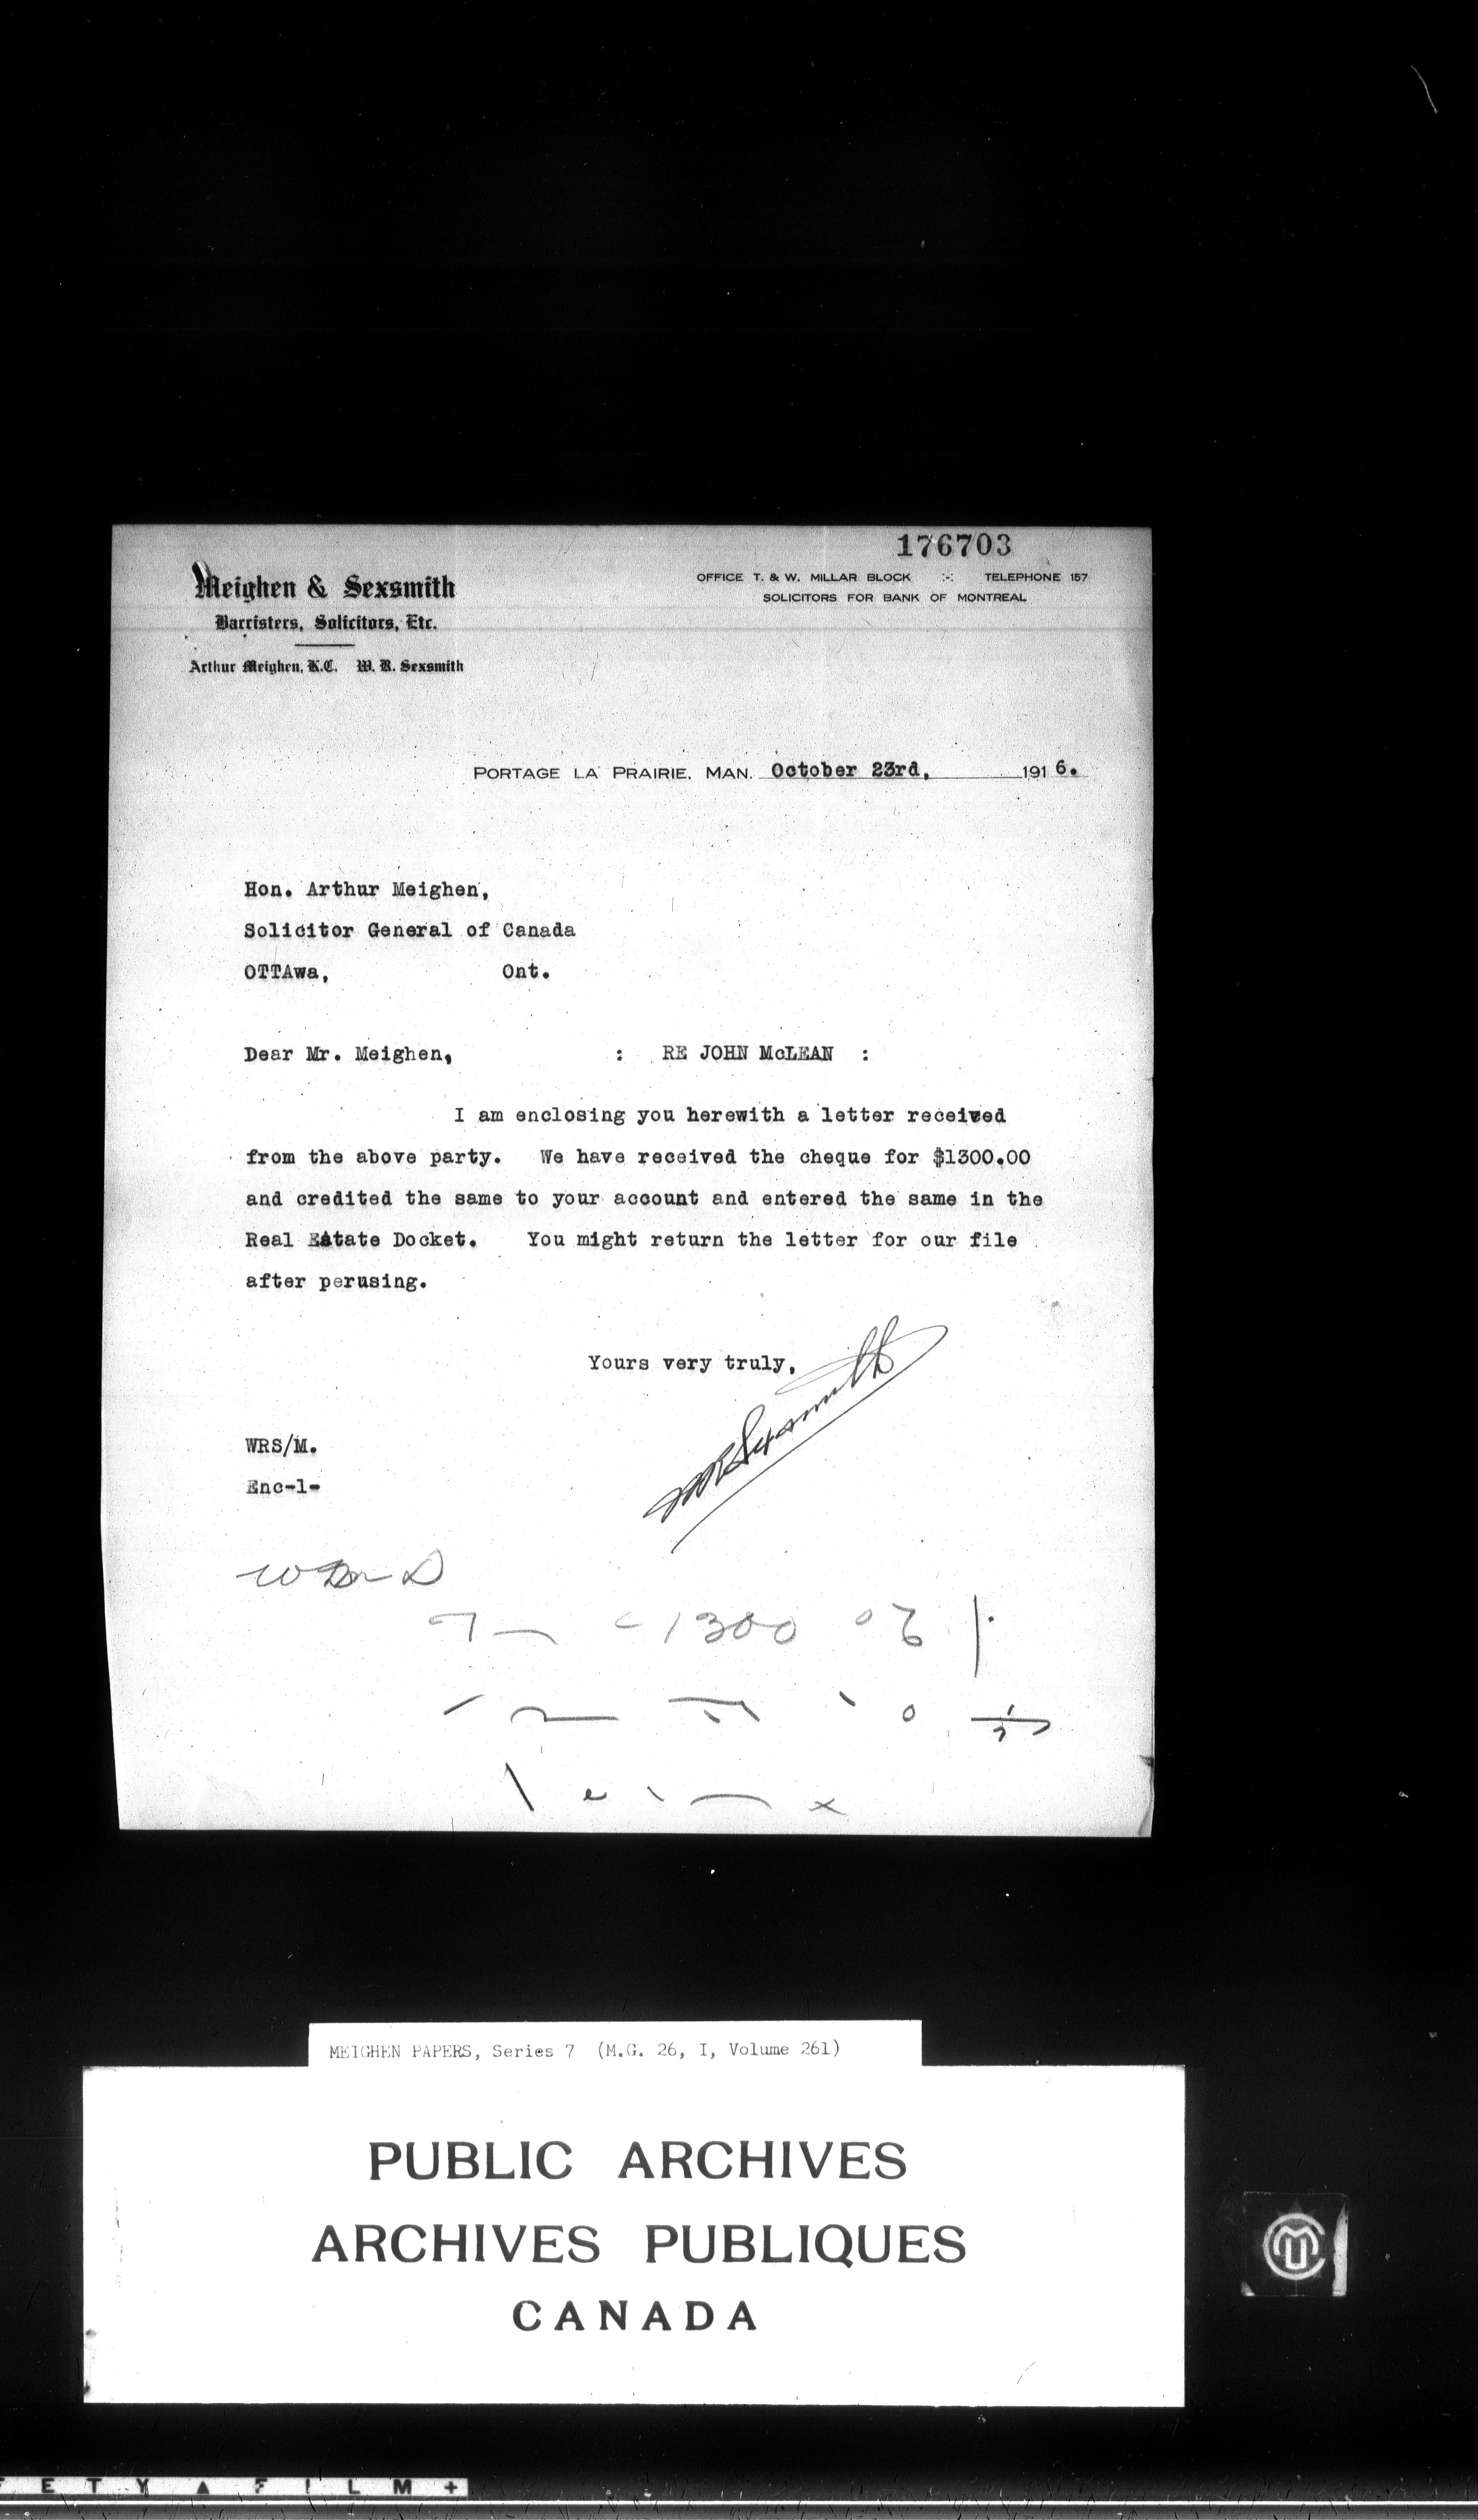 176703
Meighen & Sexsmith
Barristers, Solicitors, Etc.
Arthur Meighen, K.C. W. R. Sexsmith
OFFICE T. & W. MILLAR BLOCK :-: TELEPHONE 157
SOLICITORS FOR BANK OF MONTREAL
PORTAGE LA PRAIRIE, MAN. October 23rd, 1916.
Hon. Arthur Meighen,
Solicitor General of Canada
OTTAwa, Ont.
Dear Mr. Meighen, : RE JOHN McLEAN :
I am enclosing you herewith a letter received
from the above party. We have received the cheque for $1300.00
and credited the same to your account and entered the same in the
Real Estate Docket. You might return the letter for our file
after perusing.
Yours very truly,
WRSexsmith
WRS/M.
Enc-1-
1300
MEIGHEN PAPERS, Series 7 (M.G. 26, I, Volume 261)
PUBLIC ARCHIVES
ARCHIVES PUBLIQUES
CANADA
E T Y ▲ F I L M +